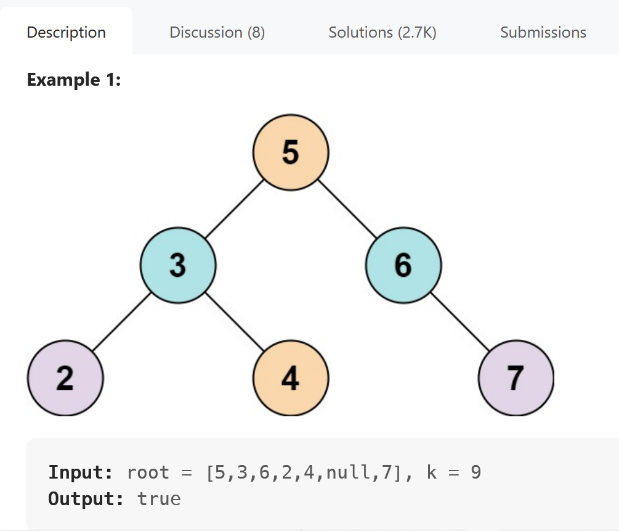 Description Discussion (8) Solutions (2.7K) Submissions
Example 1:
5
3 6
2 4 7
Input: root = [5,3,6,2,4,null,7], k = 9
Output: true